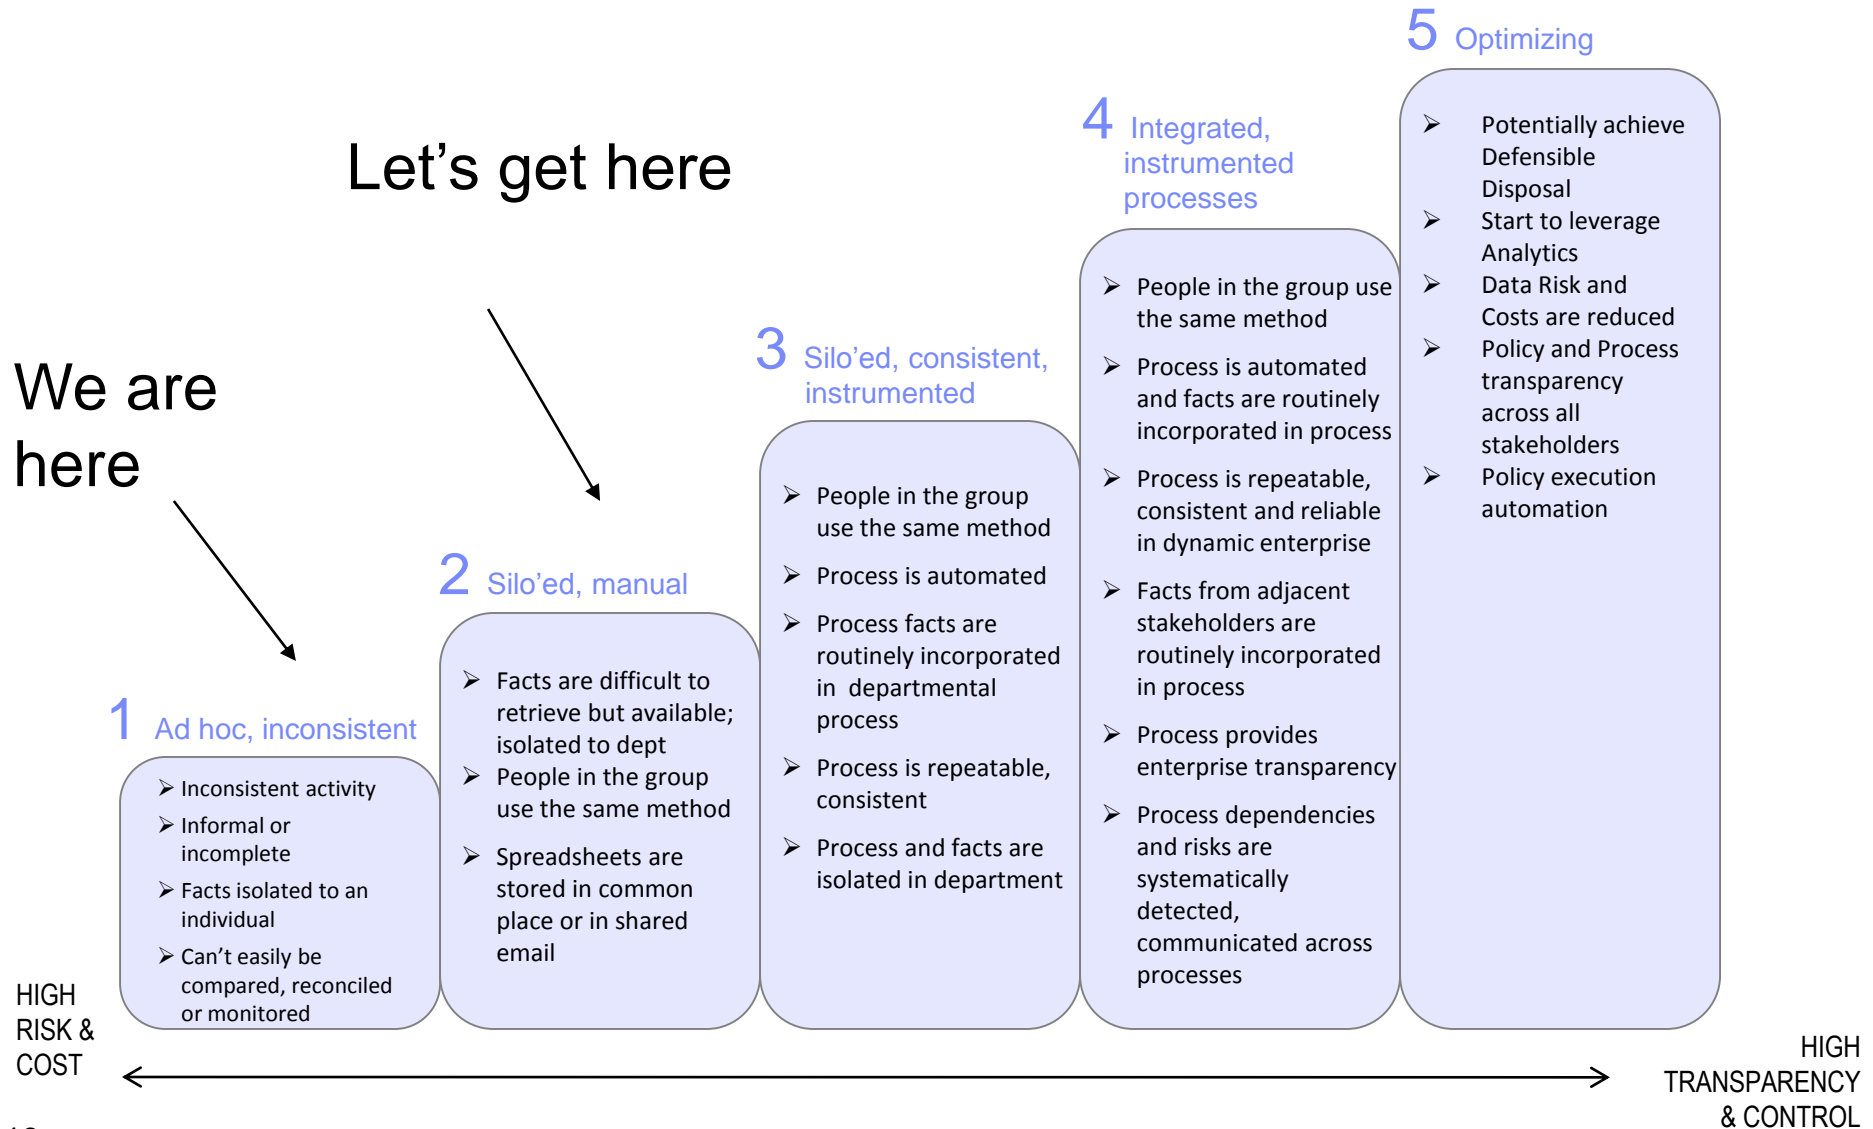 Let's get here
We are
here
1 Ad hoc, inconsistent
➢ Inconsistent activity
➢ Informal or
incomplete
➢ Facts isolated to an
individual
➢ Can't easily be
compared, reconciled
or monitored
2 Silo'ed, manual
➢ Facts are difficult to
retrieve but available;
isolated to dept
➢ People in the group
use the same method
➢ Spreadsheets are
stored in common
place or in shared
email
3 Silo'ed, consistent,
instrumented
➢ People in the group
use the same method
➢ Process is automated
➢ Process facts are
routinely incorporated
in departmental
process
➢ Process is repeatable,
consistent
➢ Process and facts are
isolated in department
4 Integrated,
instrumented
processes
➢ People in the group use
the same method
➢ Process is automated
and facts are routinely
incorporated in process
➢ Process is repeatable,
consistent and reliable
in dynamic enterprise
➢ Facts from adjacent
stakeholders are
routinely incorporated
in process
➢ Process provides
enterprise transparency
➢ Process dependencies
and risks are
systematically
detected,
communicated across
processes
5 Optimizing
➢ Potentially achieve
Defensible
Disposal
➢ Start to leverage
Analytics
➢ Data Risk and
Costs are reduced
➢ Policy and Process
transparency
across all
stakeholders
➢ Policy execution
automation
HIGH
RISK &
COST
HIGH
TRANSPARENCY
& CONTROL